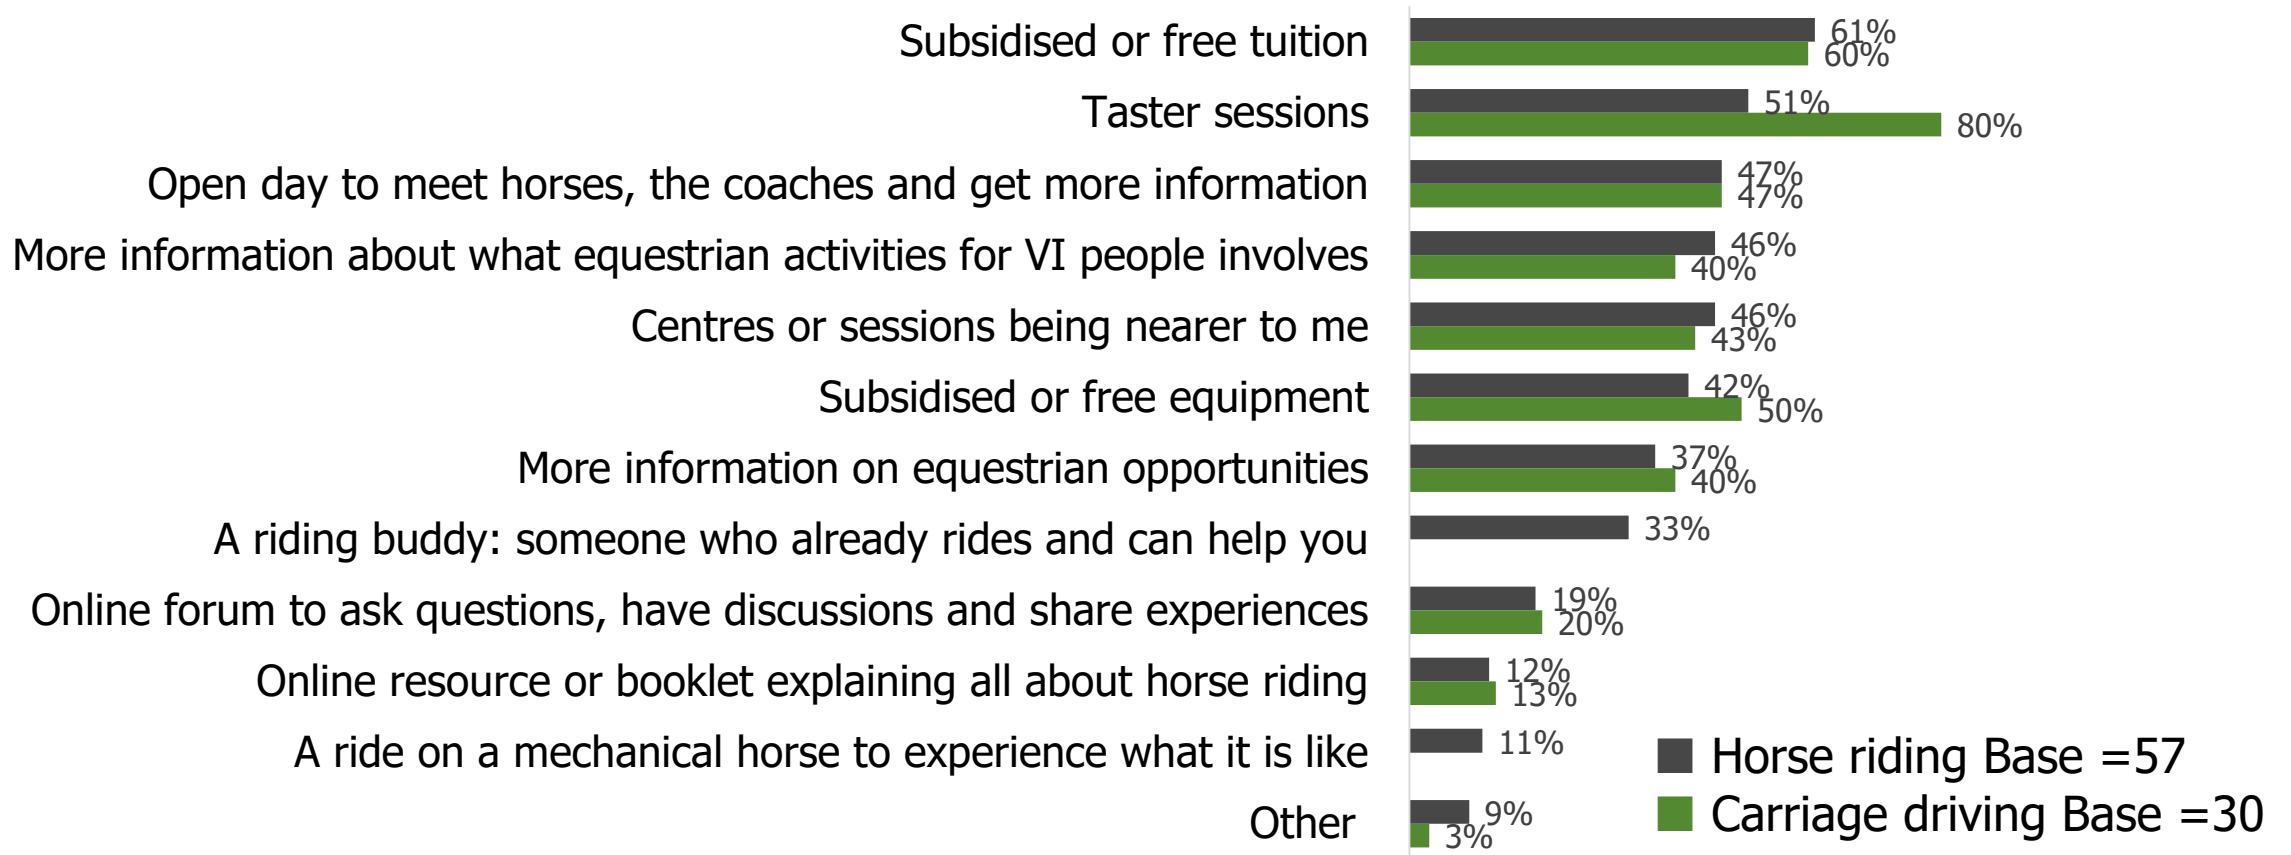 Subsidised or free tuition
61%
60%
Taster sessions
51%
80%
Open day to meet horses, the coaches and get more information
47%
47%
More information about what equestrian activities for VI people involves
46%
40%
Centres or sessions being nearer to me
46%
43%
Subsidised or free equipment
42%
50%
More information on equestrian opportunities
37%
40%
A riding buddy: someone who already rides and can help you
33%
Online forum to ask questions, have discussions and share experiences
19%
20%
Online resource or booklet explaining all about horse riding
12%
13%
A ride on a mechanical horse to experience what it is like
11%
Other
9%
3%
Horse riding Base =57
Carriage driving Base =30